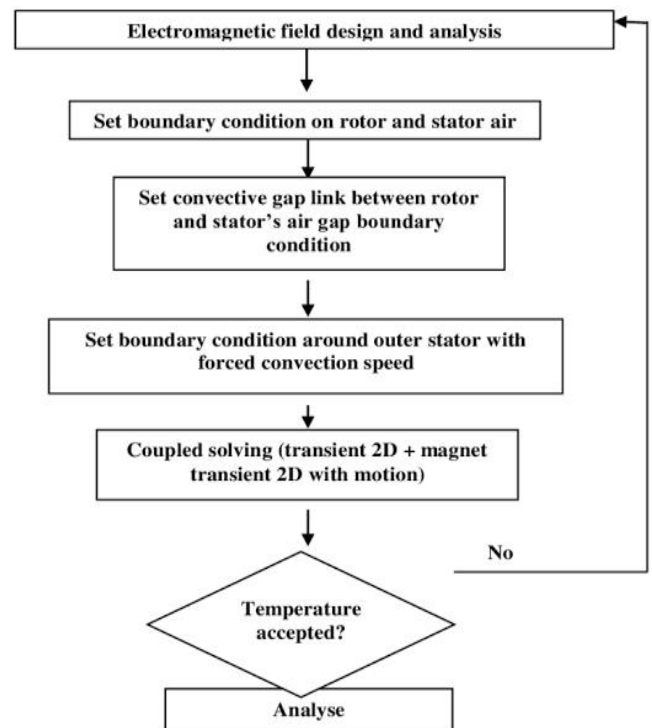 Electromagnetic field design and analysis
Set boundary condition on rotor and stator air
Set convective gap link between rotor
and stator's air gap boundary
condition
Set boundary condition around outer stator with
forced convection speed
Coupled solving (transient 2D + magnet
transient 2D with motion)
No
Temperature
accepted?
Analyse